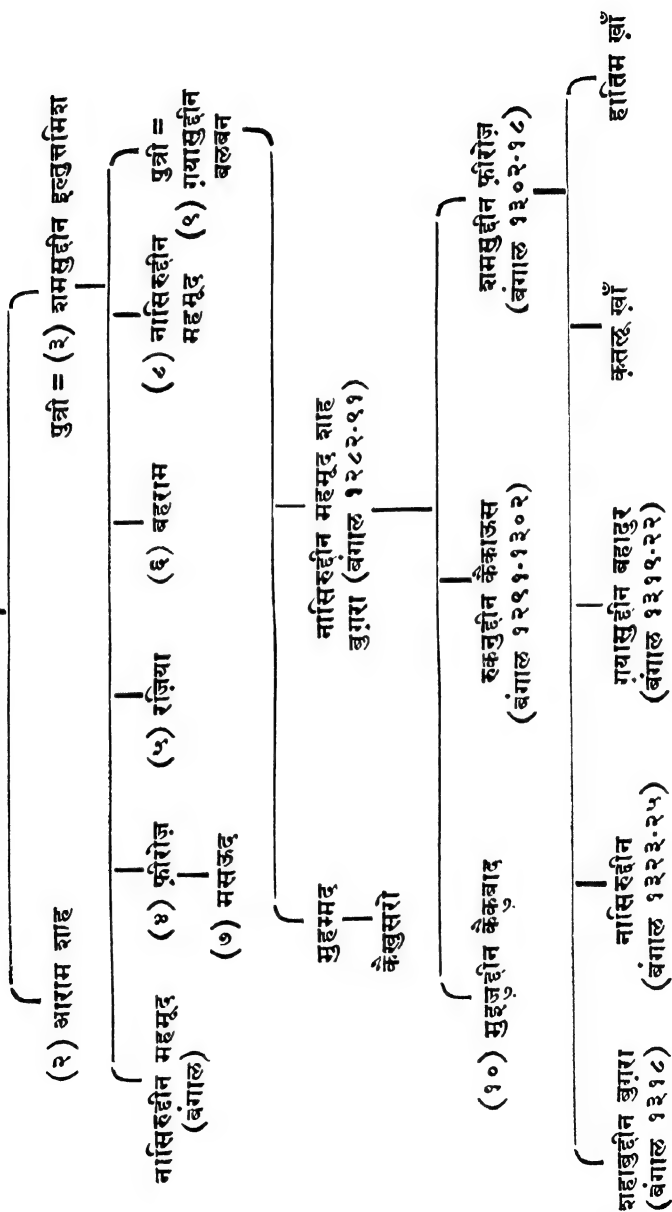 (२) आराम शाह
पुत्री = (३) शमसुद्दीन इल्तुत्तमिश
नासिरुद्दीन महमूद
(बंगाल)
(४) फ़ीरोज़
(७) मसऊद
(५) रज़िया
(६) बहराम
(८) नासिरुद्दीन
महमूद
पुत्री =
(९) ग़यासुद्दीन
बलबन
मुहम्मद
कैखुसरो
नासिरुद्दीन महमूद शाह
बुग़रा (बंगाल १२८२-९१)
(१०) मुइज़ुद्दीन कैक़ुबाद
रुकनुद्दीन कैकाऊस
(बंगाल १२९१-१३०२)
शमसुद्दीन फ़ीरोज़
(बंगाल १३०२-१८)
शहाबुद्दीन बुग़रा
(बंगाल १३१८)
नासिरुद्दीन
(बंगाल १३२३-२५)
ग़यासुद्दीन बहादुर
(बंगाल १३१९-२२)
क़तलू ख़ाँ
हातिम ख़ाँ